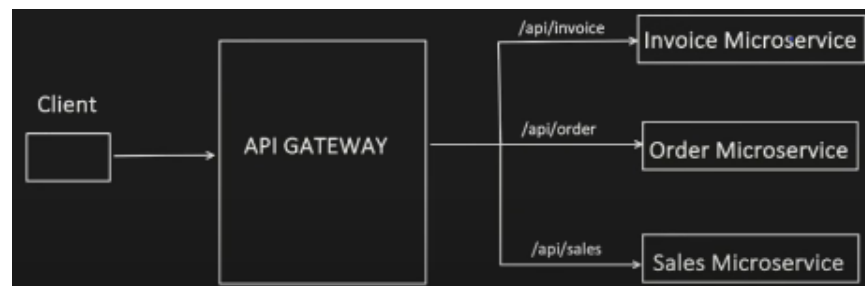 /api/invoice
Invoice Microservice
Client
API GATEWAY
/api/order
Order Microservice
/api/sales
Sales Microservice